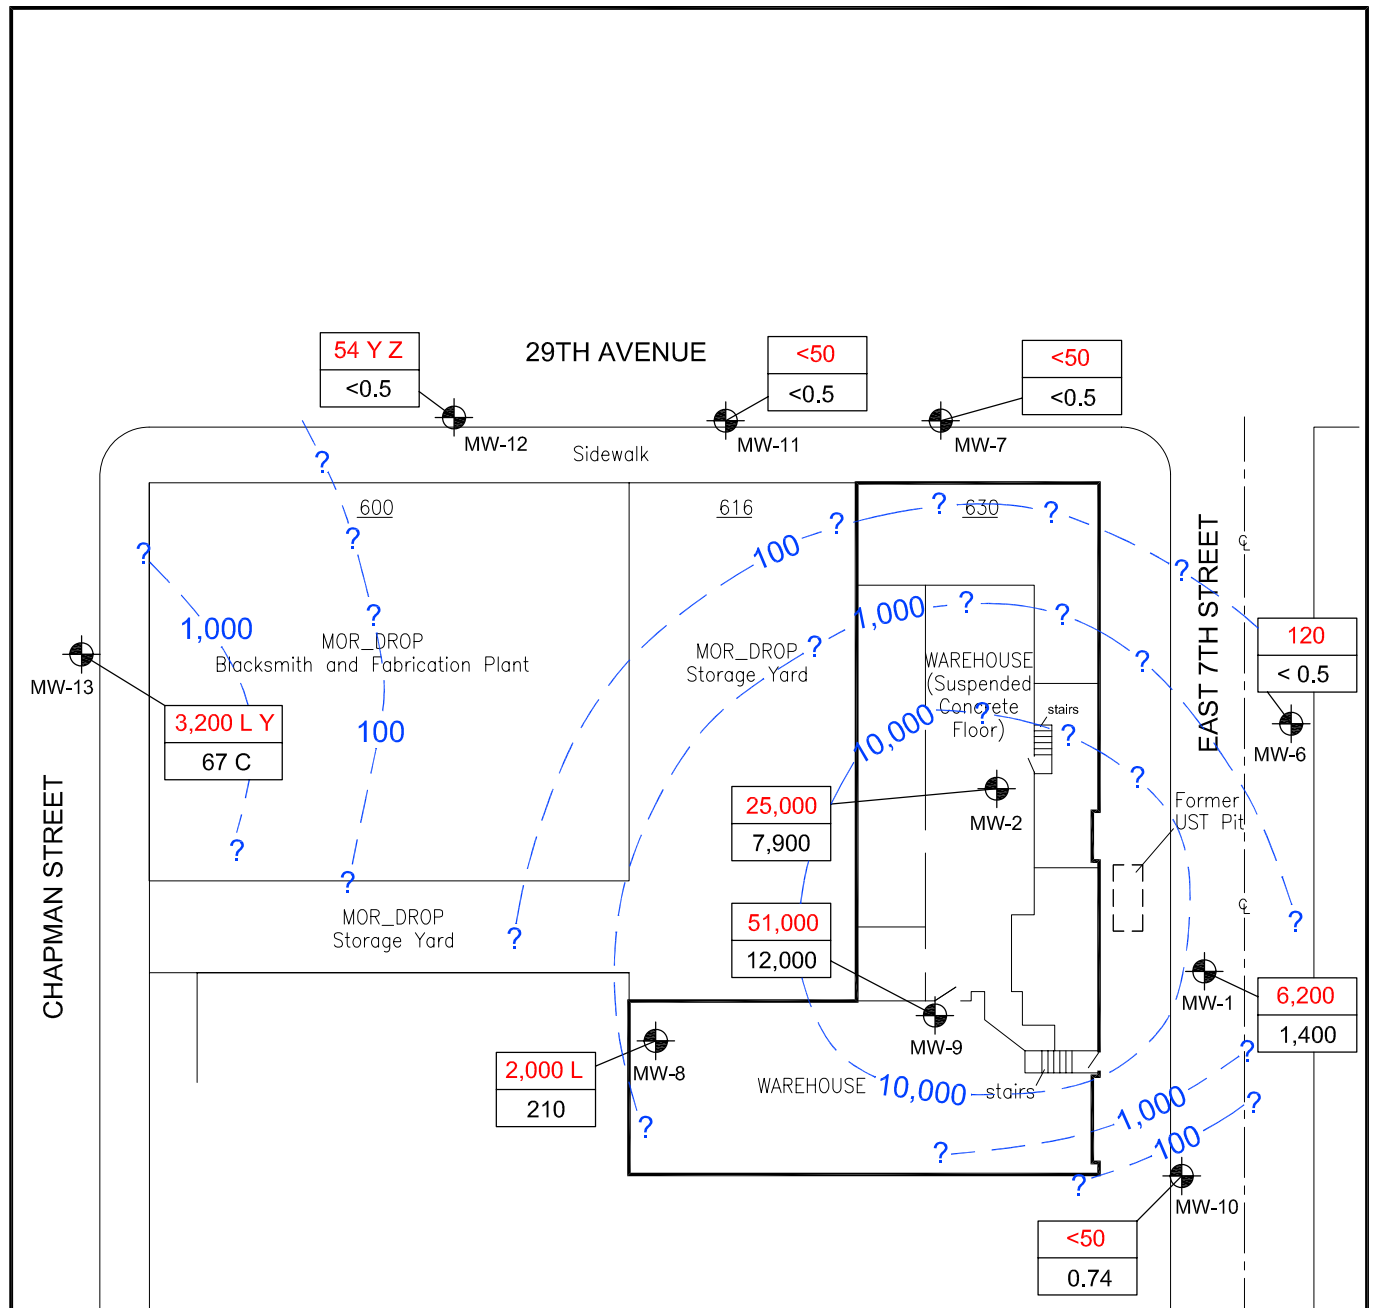 54 Y Z
<0.5
29TH AVENUE
<50
<0.5
<50
<0.5
MW-12
MW-11
MW-7
Sidewalk
?
600
616
?
630
?
?
100
?
?
?
?
EAST 7TH STREET
℄
1,000
?
1,000
?
?
120
< 0.5
MOR_DROP
Blacksmith and Fabrication Plant
MOR_DROP
Storage Yard
?
WAREHOUSE
(Suspended
Concrete
Floor)
?
MW-13
3,200 L Y
67 C
100
10,000
?
stairs
?
MW-6
?
25,000
7,900
MW-2
Former
UST Pit
?
?
CHAPMAN STREET
MOR_DROP
Storage Yard
?
51,000
12,000
℄
?
MW-1
6,200
1,400
MW-9
MW-8
2,000 L
210
WAREHOUSE
10,000
stairs
?
?
1,000
?
?
100
?
MW-10
<50
0.74